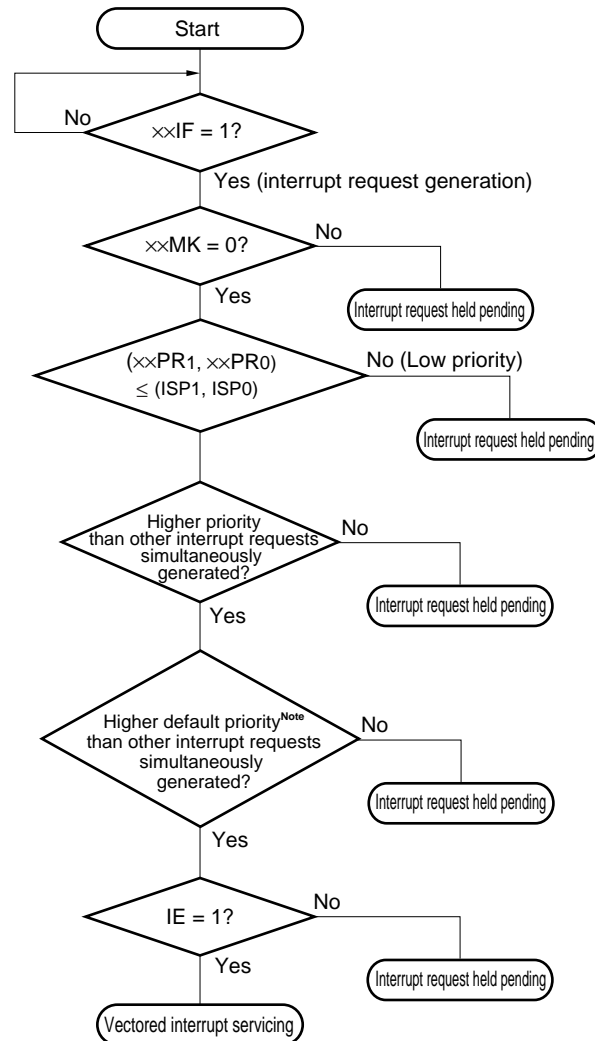 Start
No
××IF = 1?
Yes (interrupt request generation)
No
××MK = 0?
Yes
Interrupt request held pending
(××PR1, ××PR0)
≤ (ISP1, ISP0)
No (Low priority)
Interrupt request held pending
Higher priority
than other interrupt requests
simultaneously
generated?
No
Interrupt request held pending
Yes
Higher default priorityNote
than other interrupt requests
simultaneously
generated?
No
Interrupt request held pending
Yes
IE = 1?
No
Interrupt request held pending
Yes
Vectored interrupt servicing